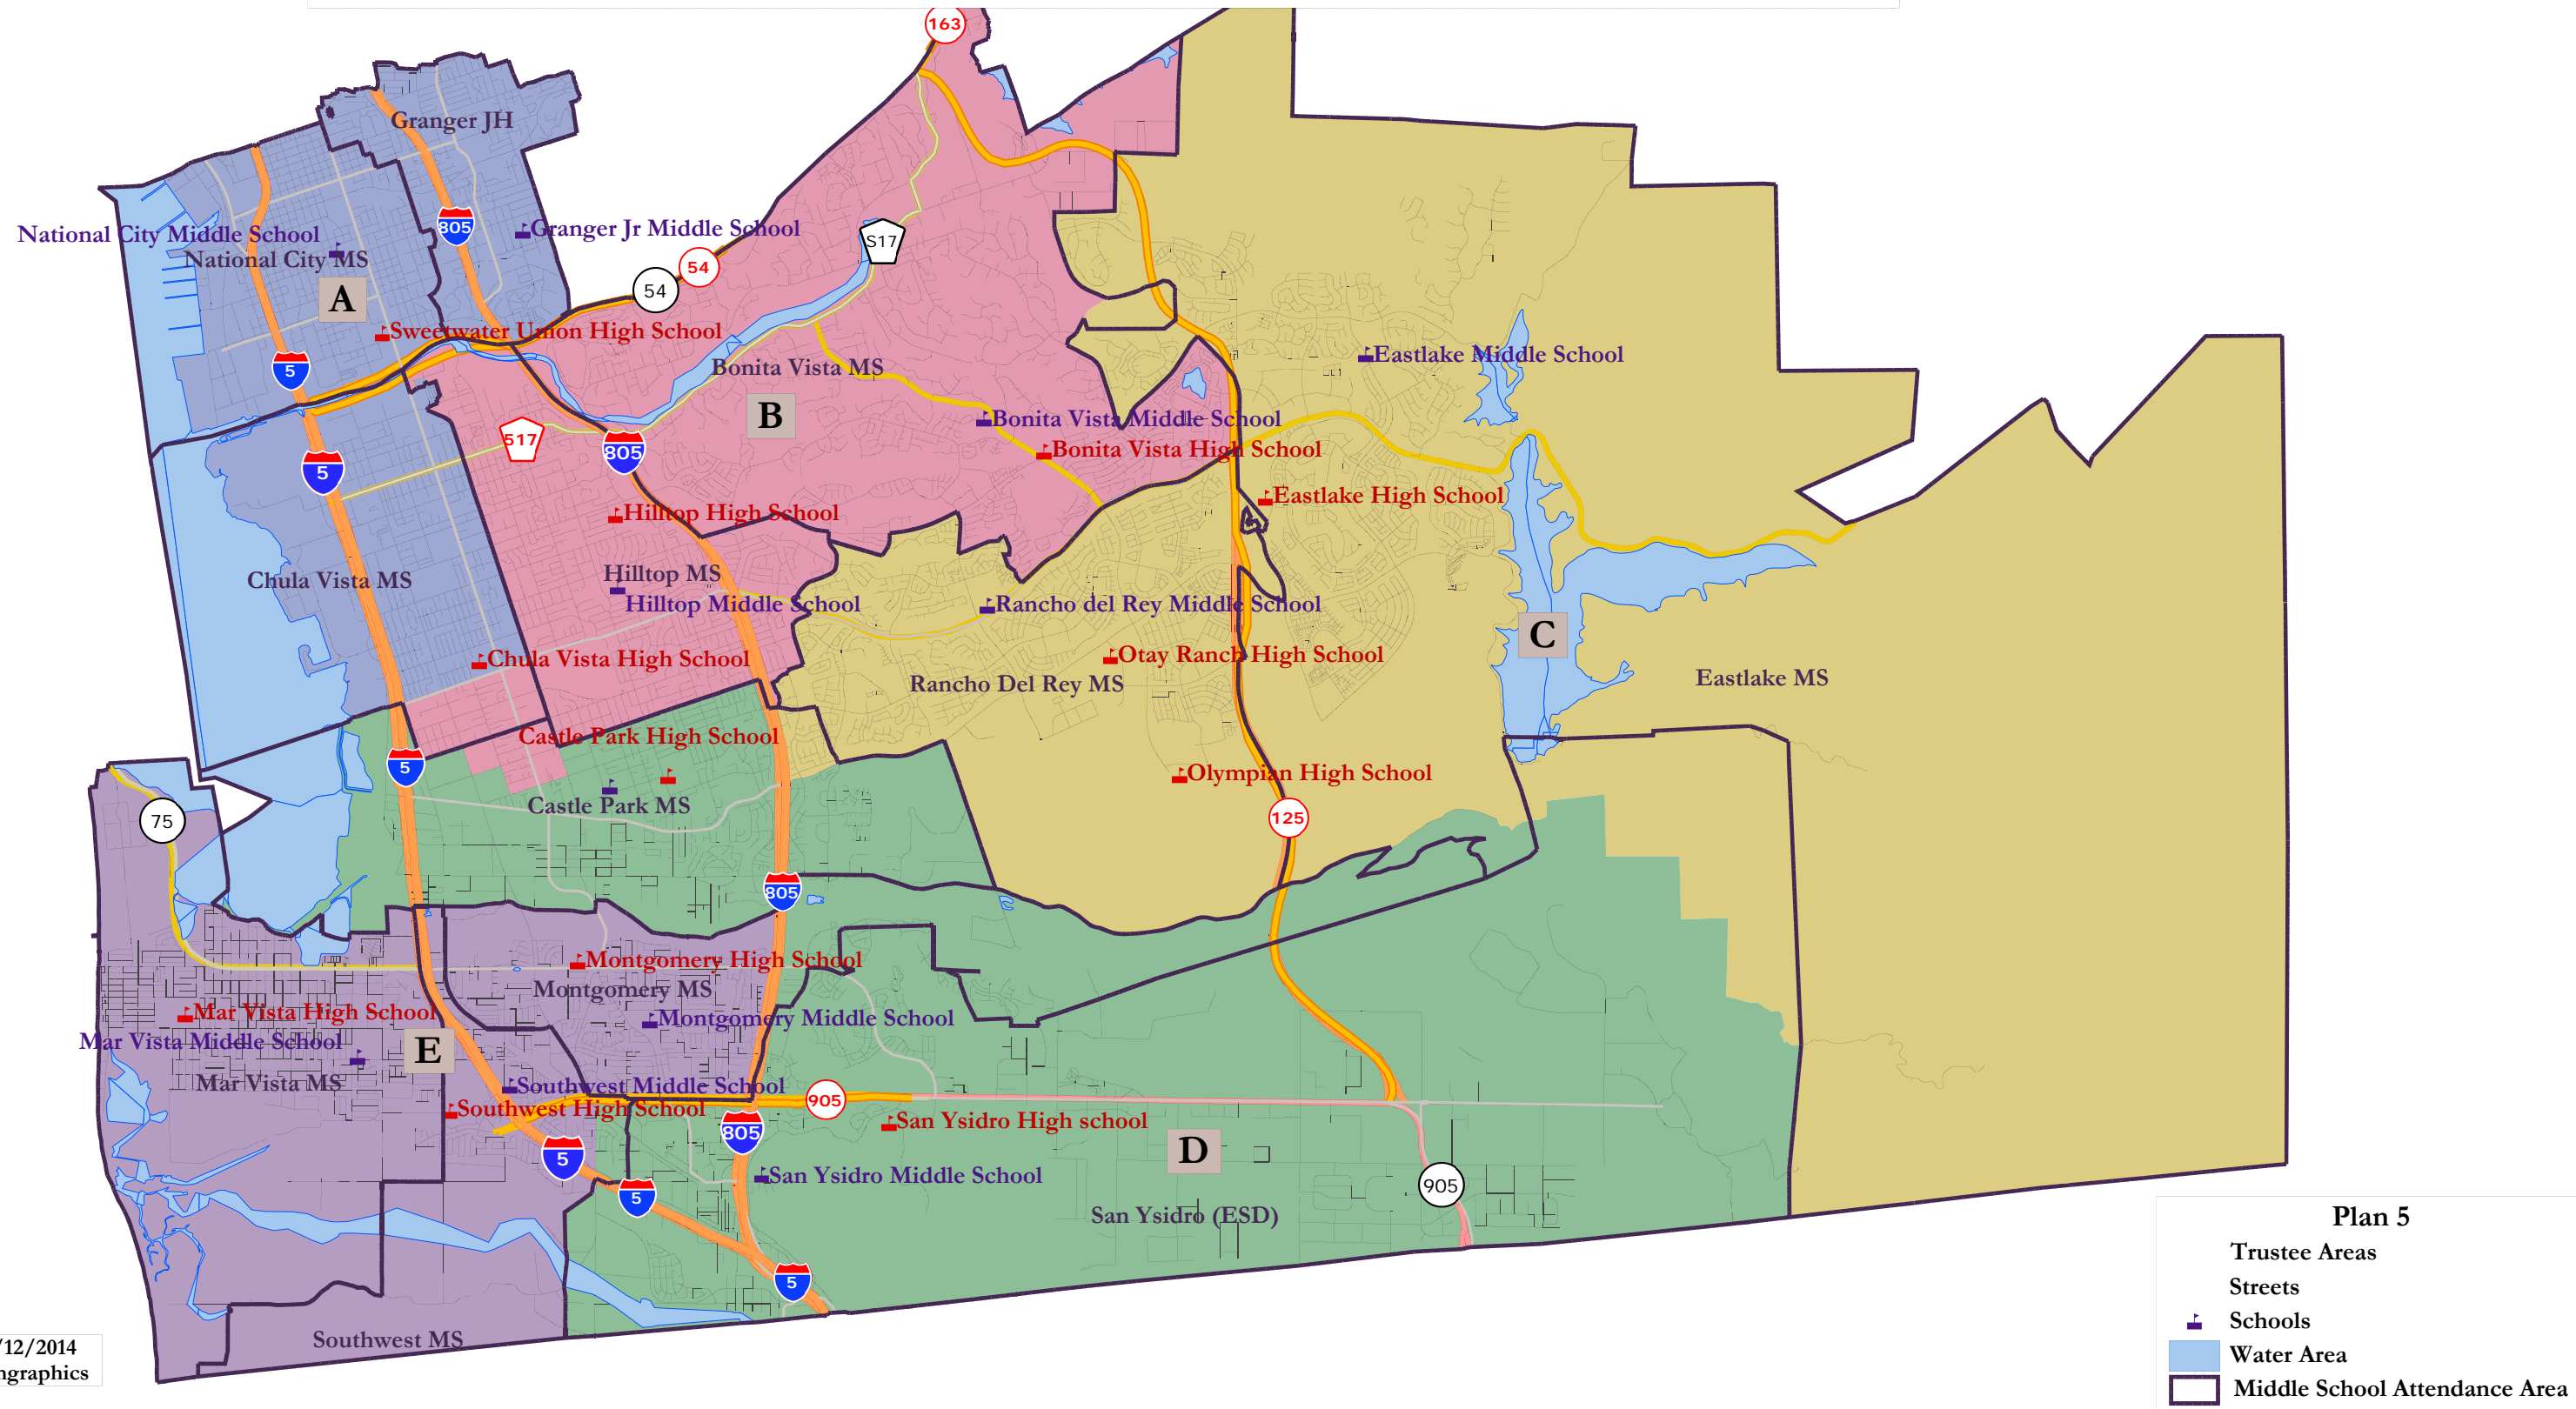 163
Granger JH
National City Middle School
805
Granger Jr Middle School
National City MS
S17
54
54
A
Sweetwater Union High School
5
Bonita Vista MS
Eastlake Middle School
B
Bonita Vista Middle School
517
805
Bonita Vista High School
5
Eastlake High School
Hilltop High School
Chula Vista MS
Hilltop MS
Hilltop Middle School
Rancho del Rey Middle School
C
Chula Vista High School
Otay Ranch High School
Rancho Del Rey MS
Eastlake MS
Castle Park High School
5
Olympian High School
Castle Park MS
75
125
805
Montgomery High School
Montgomery MS
Mar Vista High School
Montgomery Middle School
Mar Vista Middle School
E
Mar Vista MS
Southwest Middle School
Southwest High School
905
San Ysidro High school
805
D
5
San Ysidro Middle School
5
905
San Ysidro (ESD)
5
Southwest MS
/12/2014
ngraphics
Plan 5
Trustee Areas
Streets
Schools
Water Area
Middle School Attendance Area